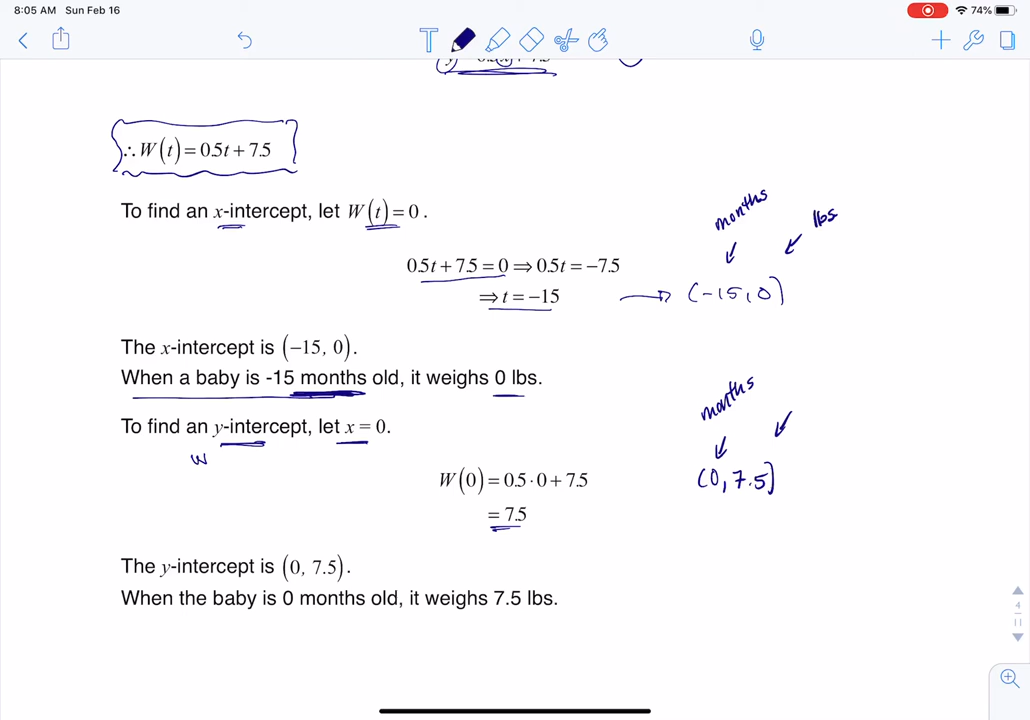 8:05 AM Sun Feb 16
74%
T
∴ W(t) = 0.5t + 7.5
To find an x-intercept, let W(t) = 0.
months
lbs
0.5t + 7.5 = 0 ⇒ 0.5t = −7.5
⇒ t = −15
(−15, 0)
The x-intercept is (−15, 0).
When a baby is -15 months old, it weighs 0 lbs.
months
To find an y-intercept, let x = 0.
W
W(0) = 0.5 · 0 + 7.5
(0, 7.5)
= 7.5
The y-intercept is (0, 7.5).
When the baby is 0 months old, it weighs 7.5 lbs.
4
11